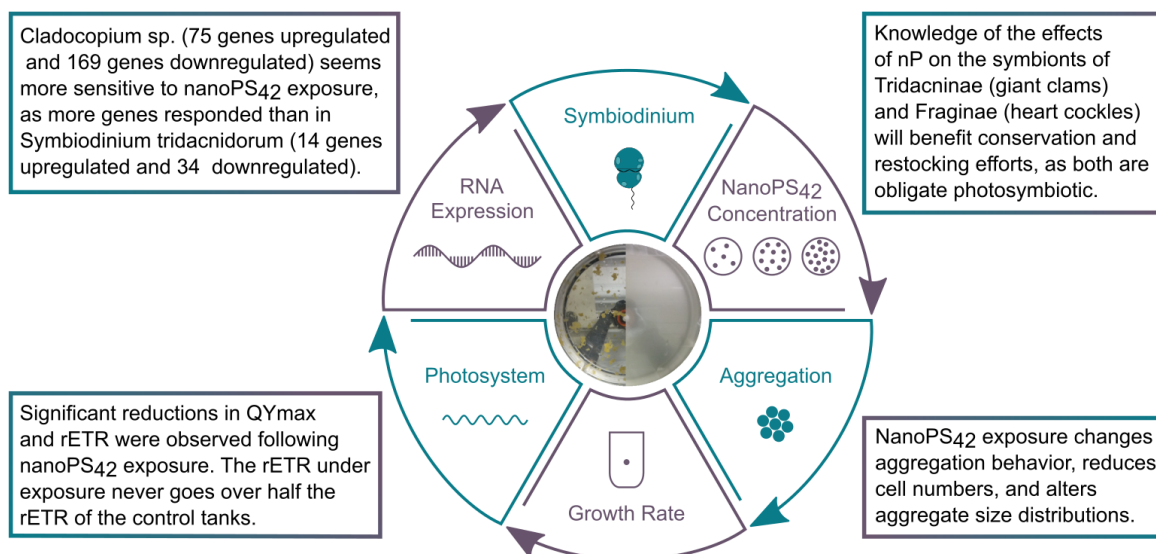 Cladocopium sp. (75 genes upregulated
and 169 genes downregulated) seems
more sensitive to nanoPS42 exposure,
as more genes responded than in
Symbiodinium tridacnidorum (14 genes
upregulated and 34 downregulated).
Knowledge of the effects
of nP on the symbionts of
Tridacninae (giant clams)
and Fraginae (heart cockles)
will benefit conservation and
restocking efforts, as both are
obligate photosymbiotic.
Symbiodinium
RNA
Expression
NanoPS42
Concentration
Photosystem
Aggregation
Growth Rate
Significant reductions in QYmax
and rETR were observed following
nanoPS42 exposure. The rETR under
exposure never goes over half the
rETR of the control tanks.
NanoPS42 exposure changes
aggregation behavior, reduces
cell numbers, and alters
aggregate size distributions.